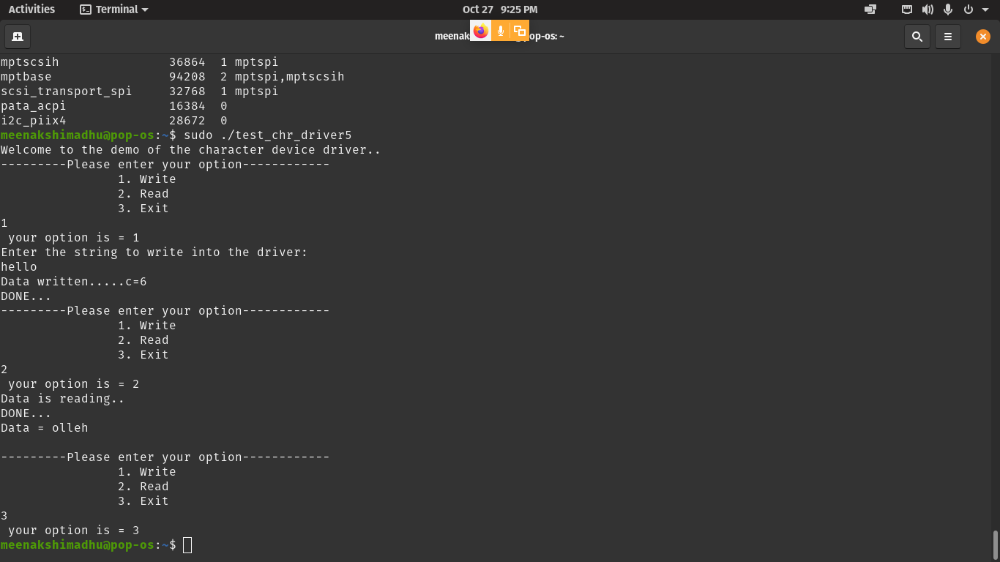 Activities Terminal Oct 27 9:25 PM
meenak pop-os: ~
mptscsih 36864 1 mptspi
mptbase 94208 2 mptspi,mptscsih
scsi_transport_spi 32768 1 mptspi
pata_acpi 16384 0
i2c_piix4 28672 0
meenakshimadhu@pop-os:~$ sudo ./test_chr_driver5
Welcome to the demo of the character device driver..
---------Please enter your option------------
1. Write
2. Read
3. Exit
1
your option is = 1
Enter the string to write into the driver:
hello
Data written.....c=6
DONE...
---------Please enter your option------------
1. Write
2. Read
3. Exit
2
your option is = 2
Data is reading..
DONE...
Data = olleh
---------Please enter your option------------
1. Write
2. Read
3. Exit
3
your option is = 3
meenakshimadhu@pop-os:~$